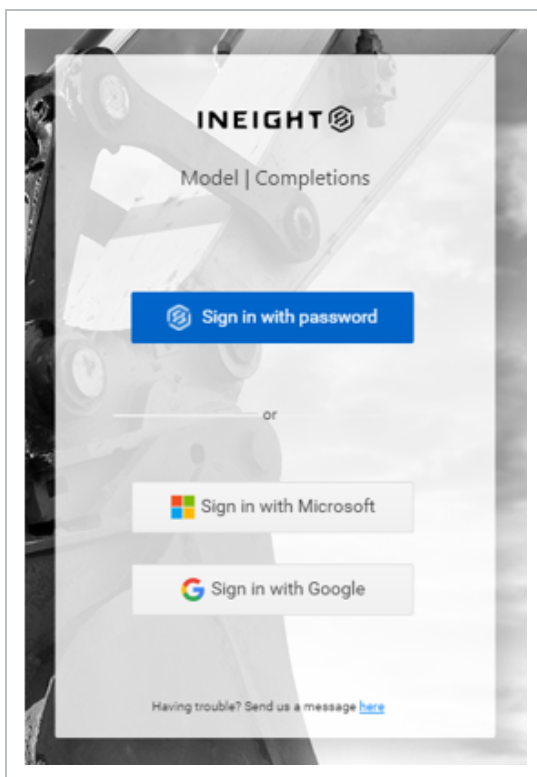 INEIGHT
Model | Completions
Sign in with password
or
Sign in with Microsoft
Sign in with Google
Having trouble? Send us a message here